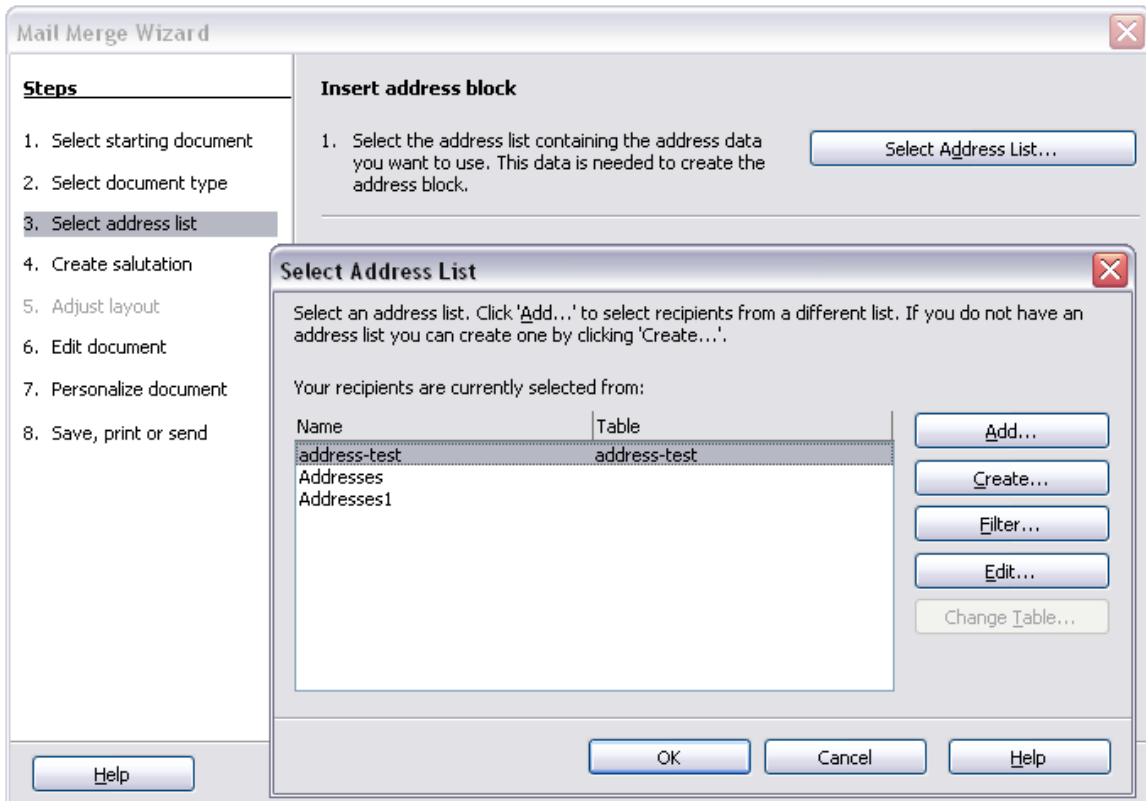 Mail Merge Wizard
Steps
1. Select starting document
2. Select document type
3. Select address list
4. Create salutation
5. Adjust layout
6. Edit document
7. Personalize document
8. Save, print or send
Help
Insert address block
1. Select the address list containing the address data
you want to use. This data is needed to create the
address block.
Select Address List...
Select Address List
Select an address list. Click 'Add...' to select recipients from a different list. If you do not have an
address list you can create one by clicking 'Create...'.
Your recipients are currently selected from:
Name Table
address-test address-test
Addresses
Addresses1
Add...
Create...
Filter...
Edit...
Change Table...
OK Cancel Help